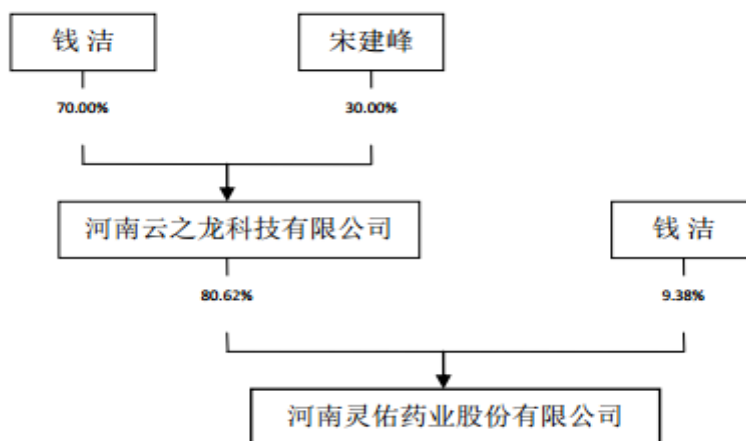 钱 洁
宋建峰
70.00%
30.00%
河南云之龙科技有限公司
钱 洁
80.62%
9.38%
河南灵佑药业股份有限公司